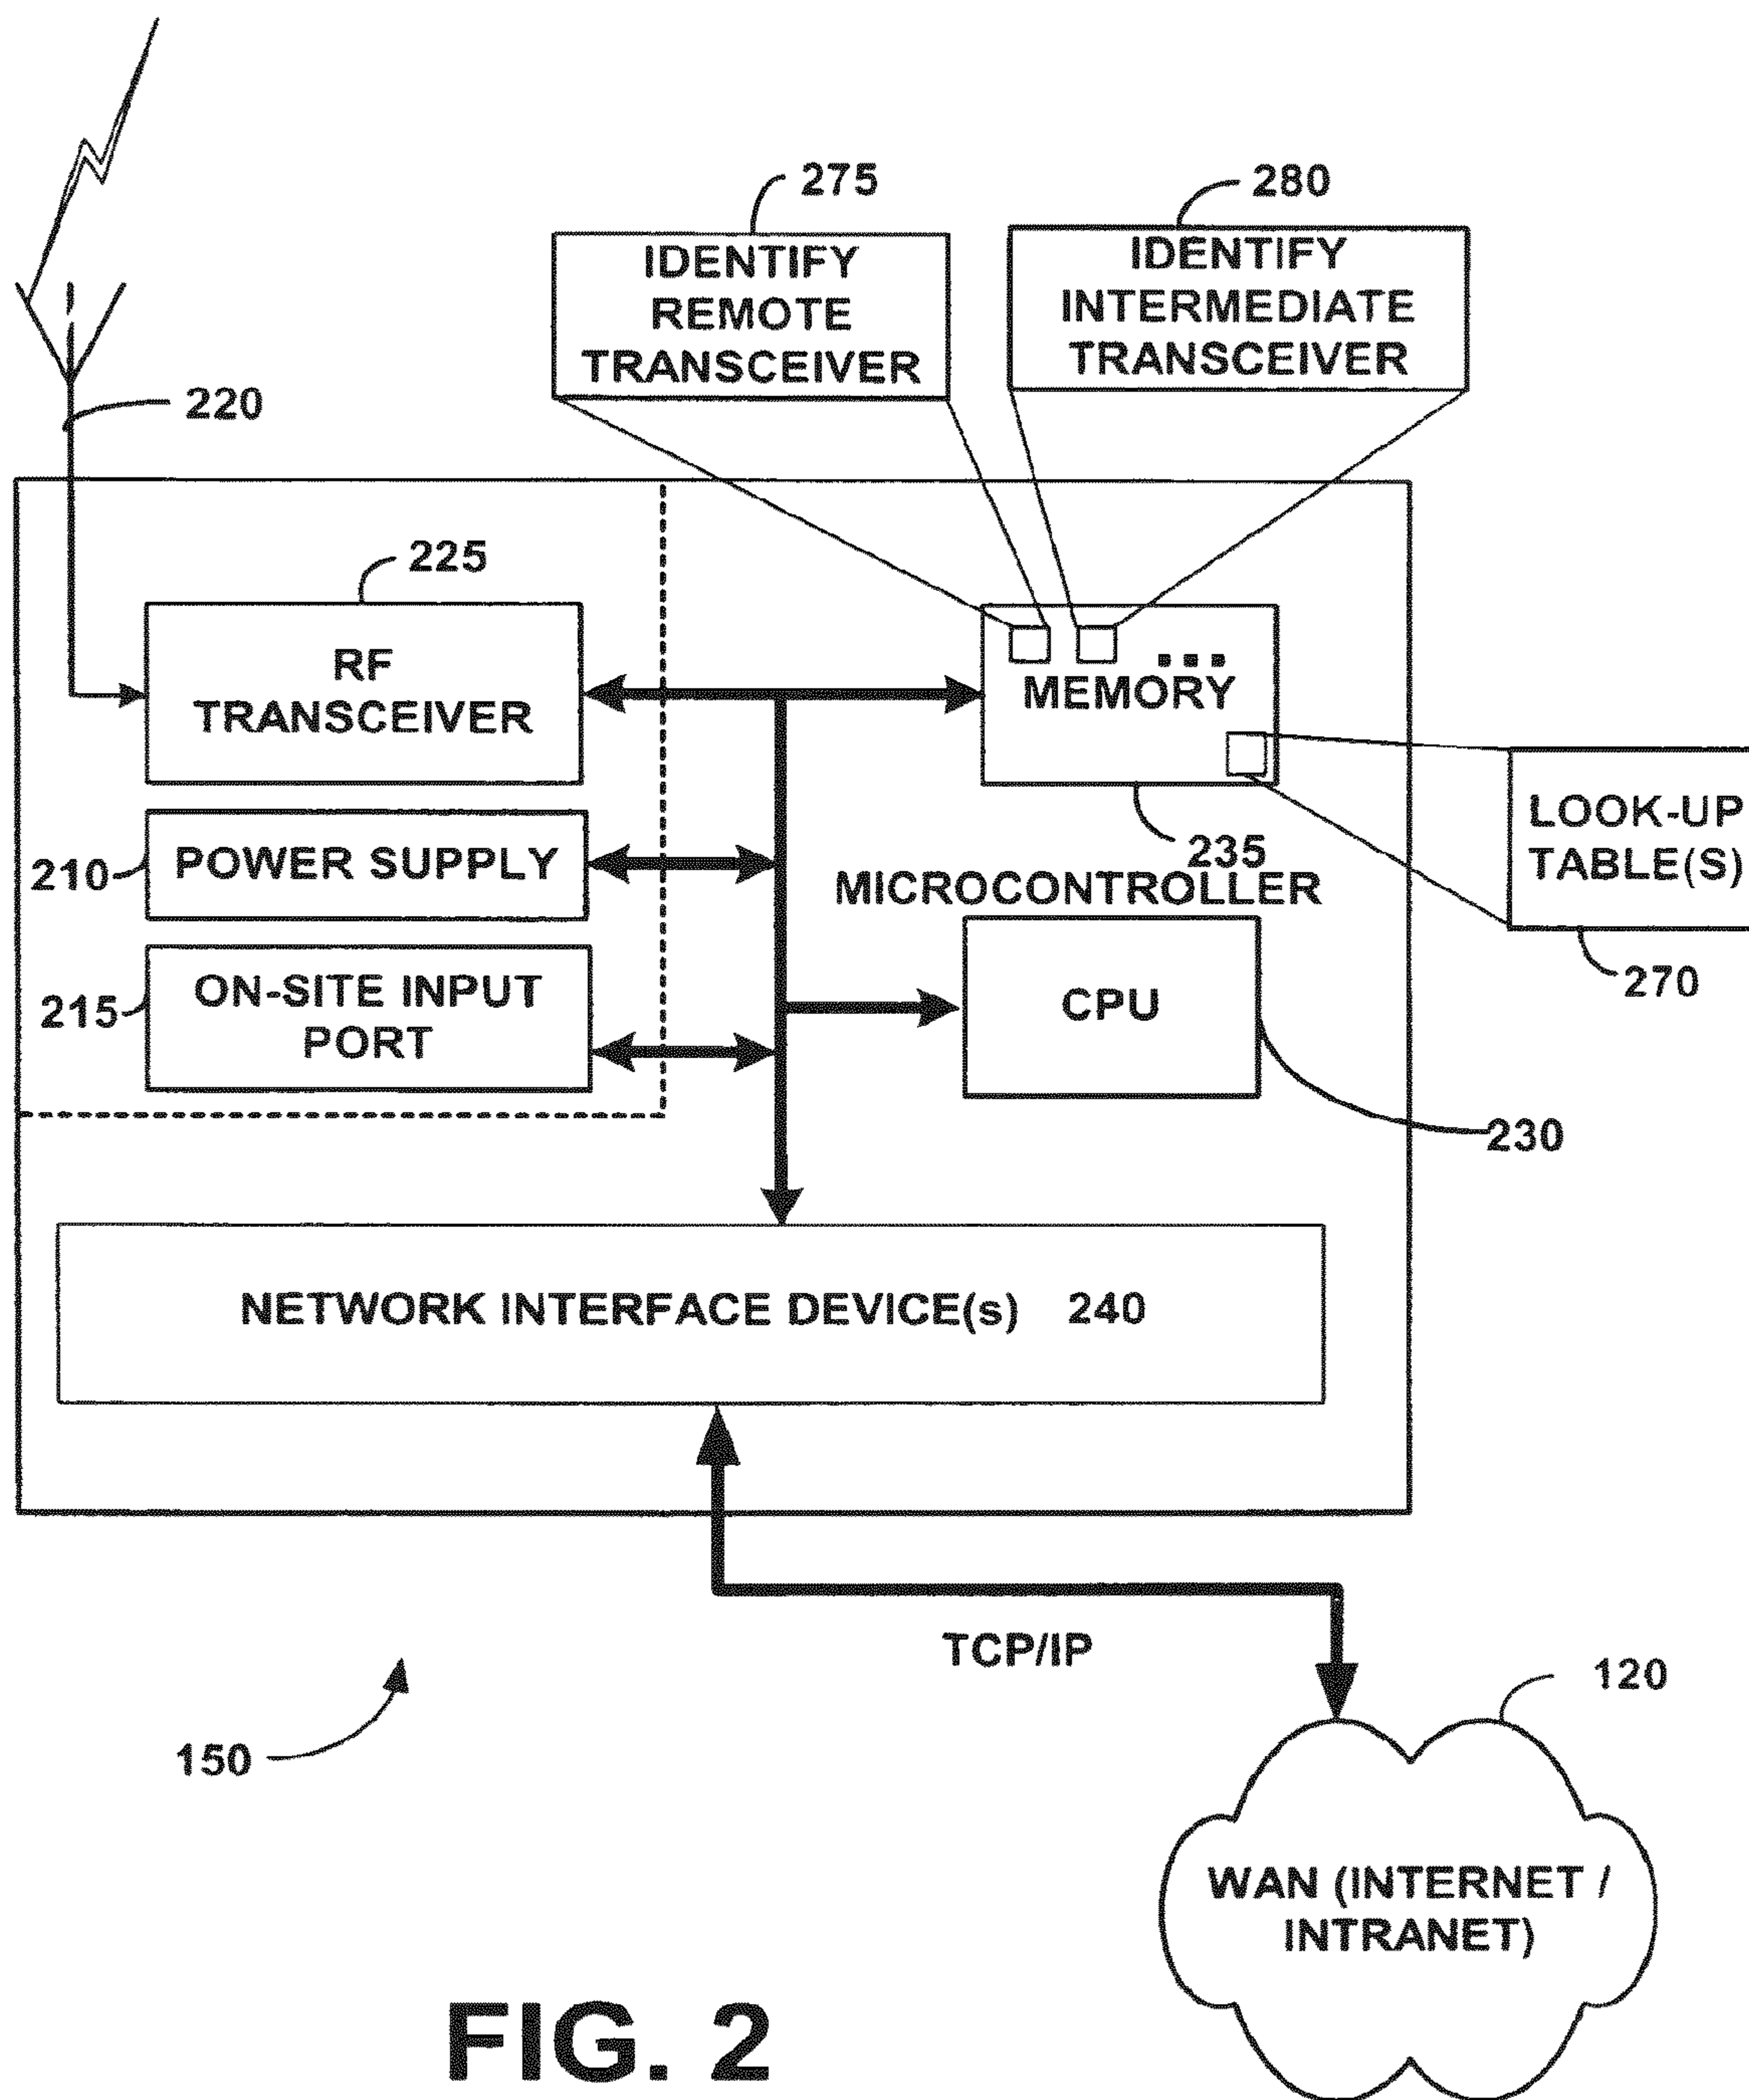 275
280
IDENTIFY
REMOTE
TRANSCEIVER
IDENTIFY
INTERMEDIATE
TRANSCEIVER
220
225
RF
TRANSCEIVER
MEMORY
235
LOOK-UP
TABLE(S)
270
210
POWER SUPPLY
MICROCONTROLLER
215
ON-SITE INPUT
PORT
CPU
230
NETWORK INTERFACE DEVICE(s) 240
TCP/IP
150
120
WAN (INTERNET /
INTRANET)
FIG. 2